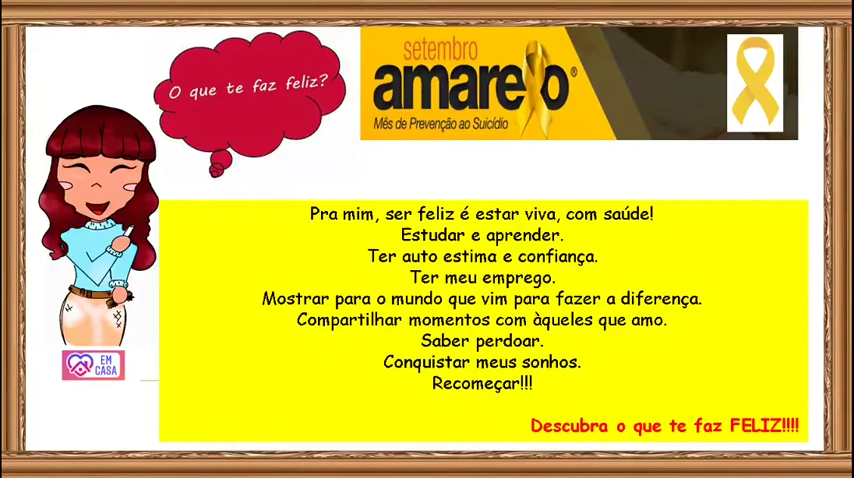 O que te faz feliz?
setembro
amarelo®
Mês de Prevenção ao Suicídio
Pra mim, ser feliz é estar viva, com saúde!
Estudar e aprender.
Ter auto estima e confiança.
Ter meu emprego.
Mostrar para o mundo que vim para fazer a diferença.
Compartilhar momentos com àqueles que amo.
Saber perdoar.
Conquistar meus sonhos.
Recomeçar!!!
EM
CASA
Descubra o que te faz FELIZ!!!!